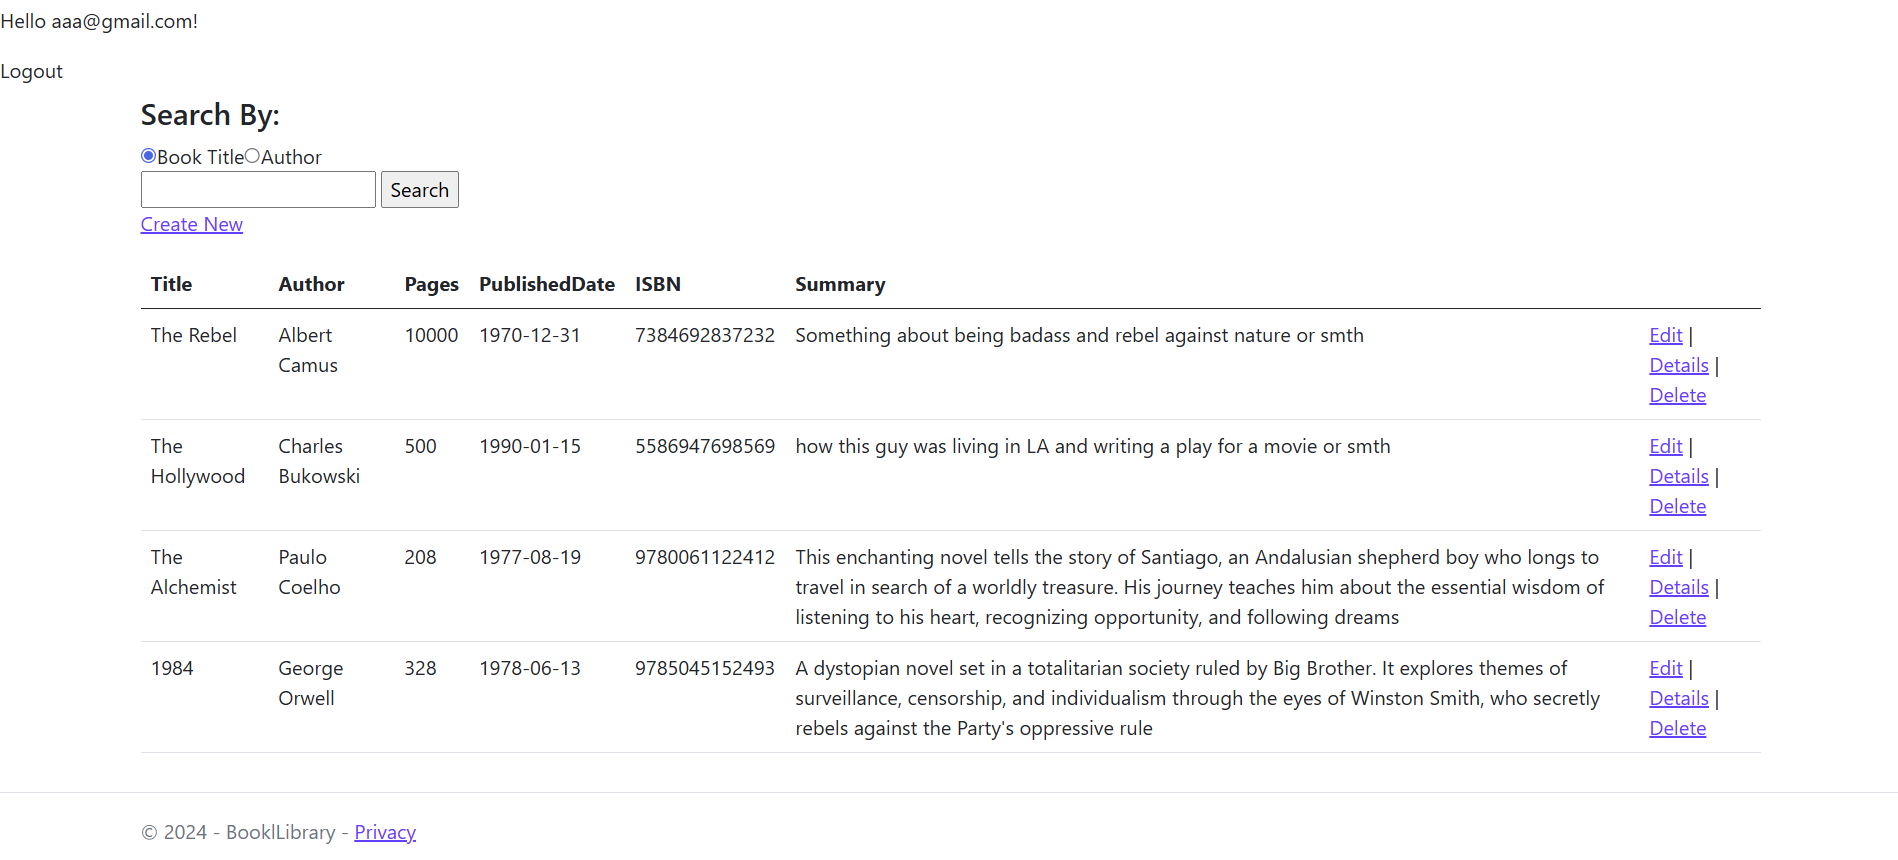 Hello aaa@gmail.com!
Logout
Search By:
Book Title Author
Search
Create New
Title Author Pages PublishedDate ISBN Summary
The Rebel Albert Camus 10000 1970-12-31 7384692837232 Something about being badass and rebel against nature or smth Edit | Details | Delete
The Hollywood Charles Bukowski 500 1990-01-15 5586947698569 how this guy was living in LA and writing a play for a movie or smth Edit | Details | Delete
The Alchemist Paulo Coelho 208 1977-08-19 9780061122412 This enchanting novel tells the story of Santiago, an Andalusian shepherd boy who longs to
travel in search of a worldly treasure. His journey teaches him about the essential wisdom of
listening to his heart, recognizing opportunity, and following dreams Edit | Details | Delete
1984 George Orwell 328 1978-06-13 9785045152493 A dystopian novel set in a totalitarian society ruled by Big Brother. It explores themes of
surveillance, censorship, and individualism through the eyes of Winston Smith, who secretly
rebels against the Party's oppressive rule Edit | Details | Delete
© 2024 - BooklLibrary - Privacy